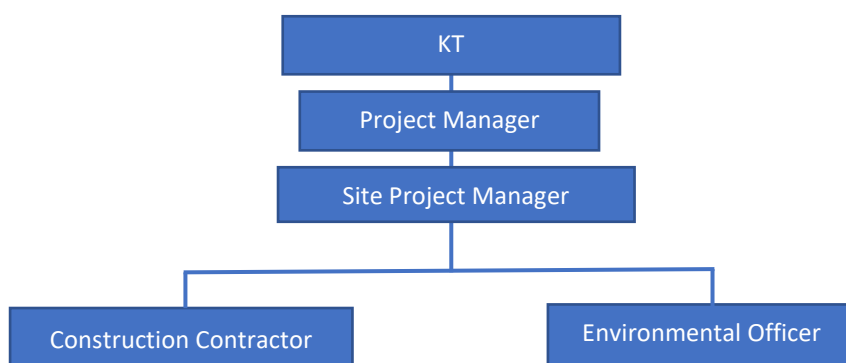 KT
Project Manager
Site Project Manager
Construction Contractor
Environmental Officer